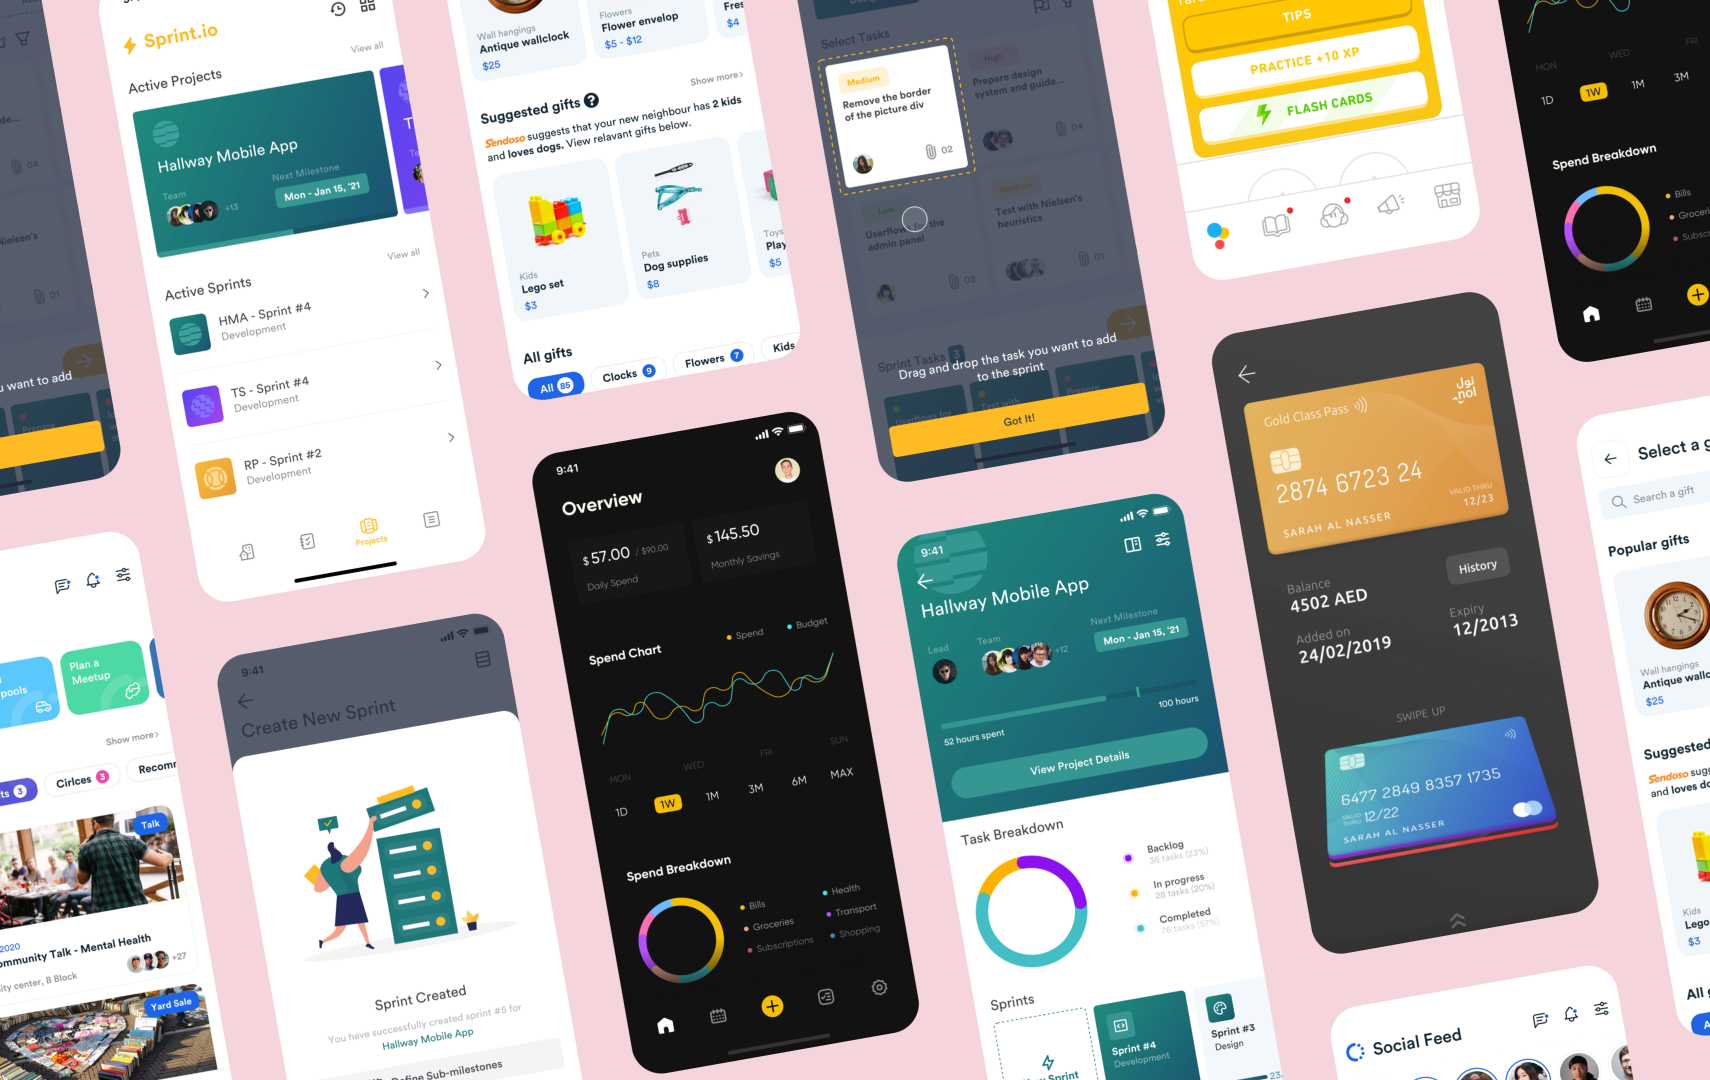 de...
04
01
ou want to add
Sprint.io
Active Projects
View all
Hallway Mobile App
Team
+13
Next Milestone
Mon - Jan 15, '21
T
Active Sprints
View all
HMA - Sprint #4
Development
TS - Sprint #4
Development
RP - Sprint #2
Development
Projects
Wall hangings
Antique wallclock
$25
Flowers
Flower envelop
$5 - $12
$4
Show more
Suggested gifts
Sendoso suggests that your new neighbour has 2 kids
and loves dogs. View relavant gifts below.
Kids
Lego set
$3
Pets
Dog supplies
$8
Toys
Play
$5
All gifts
All 85
Clocks 9
Flowers 7
Kids
Select Tasks
Medium
Remove the border
of the picture div
02
High
Prepare design
system and guide...
04
Low
Userflow for the
admin panel
02
Medium
Test with Nielsen's
heuristics
01
Sprint Tasks 3
Drag and drop the task you want to add
to the sprint
Got It!
TIPS
PRACTICE +10 XP
FLASH CARDS
MON
WED
FRI
1D
1W
1M
3M
Spend Breakdown
Bills
Groceri
Subsc
Plan a
Meetup
pools
Show more
ts 3
Cirlces 3
Recomm
Talk
2020
ommunity Talk - Mental Health
ity center, B Block
+27
Yard Sale
9:41
Create New Sprint
Sprint Created
You have successfully created sprint #5 for
Hallway Mobile App
Define Sub-milestones
9:41
Overview
$57.00 / $90.00
Daily Spend
$145.50
Monthly Savings
Spend Chart
Spend
Budget
MON
WED
FRI
SUN
1D
1W
1M
3M
6M
MAX
Spend Breakdown
Bills
Health
Groceries
Transport
Subscriptions
Shopping
9:41
Hallway Mobile App
Lead
Team
+12
Next Milestone
Mon - Jan 15, '21
52 hours spent
100 hours
View Project Details
Task Breakdown
Backlog
36 tasks (23%)
In progress
28 tasks (20%)
Completed
76 tasks (57%)
Sprints
Sprint
Sprint #4
Development
Sprint #3
Design
23
Gold Class Pass
نول
nol
2874 6723 24
VALID THRU
12/23
SARAH AL NASSER
Balance
4502 AED
History
Added on
24/02/2019
Expiry
12/2013
SWIPE UP
6477 2849 8357 1735
VALID
THRU 12/22
SARAH AL NASSER
Select a g
Search a gift
Popular gifts
Wall hangings
Antique wallc
$25
Suggested
Sendoso sugg
and loves do
Kids
Lego
$3
All g
Social Feed